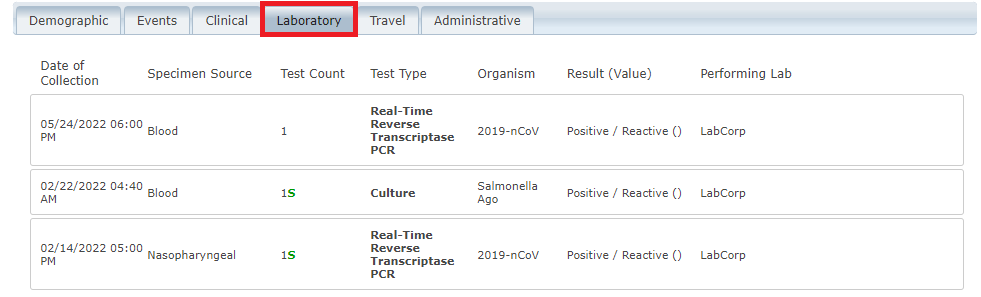 Demographic Events Clinical Laboratory Travel Administrative
Date of
Collection
Specimen Source Test Count Test Type Organism Result (Value) Performing Lab
05/24/2022 06:00
PM
Blood 1
Real-Time
Reverse
Transcriptase
PCR
2019-nCoV Positive / Reactive () LabCorp
02/22/2022 04:40
AM
Blood 1S Culture
Salmonella
Ago
Positive / Reactive () LabCorp
02/14/2022 05:00
PM
Nasopharyngeal 1S
Real-Time
Reverse
Transcriptase
PCR
2019-nCoV Positive / Reactive () LabCorp